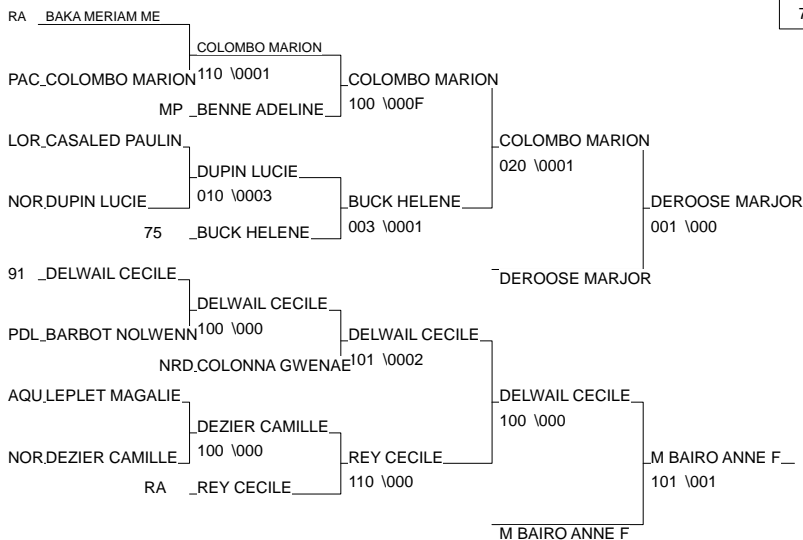 7
RA BAKA MERIAM ME
COLOMBO MARION
PAC COLOMBO MARION 110 \0001 COLOMBO MARION
MP BENNE ADELINE 100 \000F
LOR CASALED PAULIN COLOMBO MARION
020 \0001
DUPIN LUCIE
NOR DUPIN LUCIE 010 \0003 BUCK HELENE DEROOSE MARJOR
75 BUCK HELENE 003 \0001 001 \000
91 DELWAIL CECILE DEROOSE MARJOR
DELWAIL CECILE
PDL BARBOT NOLWENN 100 \000 DELWAIL CECILE
NRD COLONNA GWENAE 101 \0002
AQU LEPLET MAGALIE DELWAIL CECILE
100 \000
DEZIER CAMILLE
NOR DEZIER CAMILLE 100 \000 REY CECILE M BAIRO ANNE F
RA REY CECILE 110 \000 101 \001
M BAIRO ANNE F